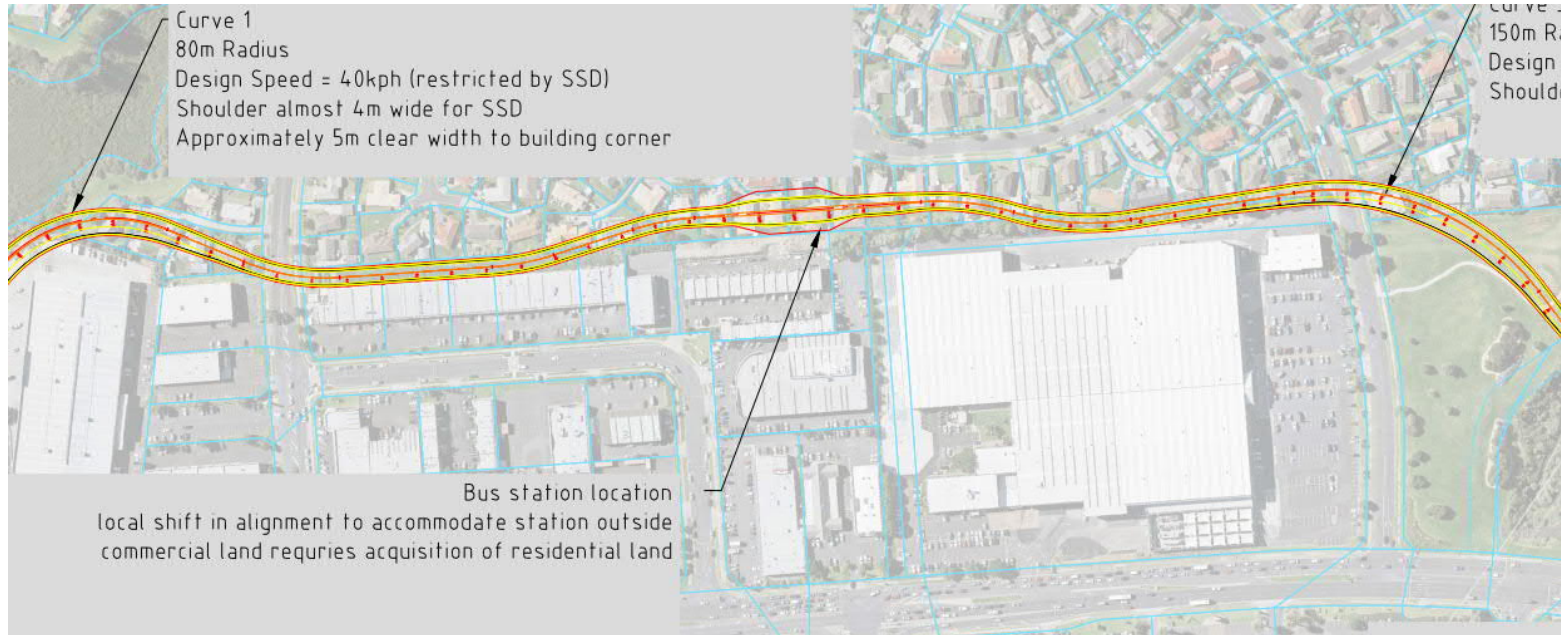 Curve 1
80m Radius
Design Speed = 40kph (restricted by SSD)
Shoulder almost 4m wide for SSD
Approximately 5m clear width to building corner
150m
Design
Bus station location
local shift in alignment to accommodate station outside
commercial land requries acquisition of residential land